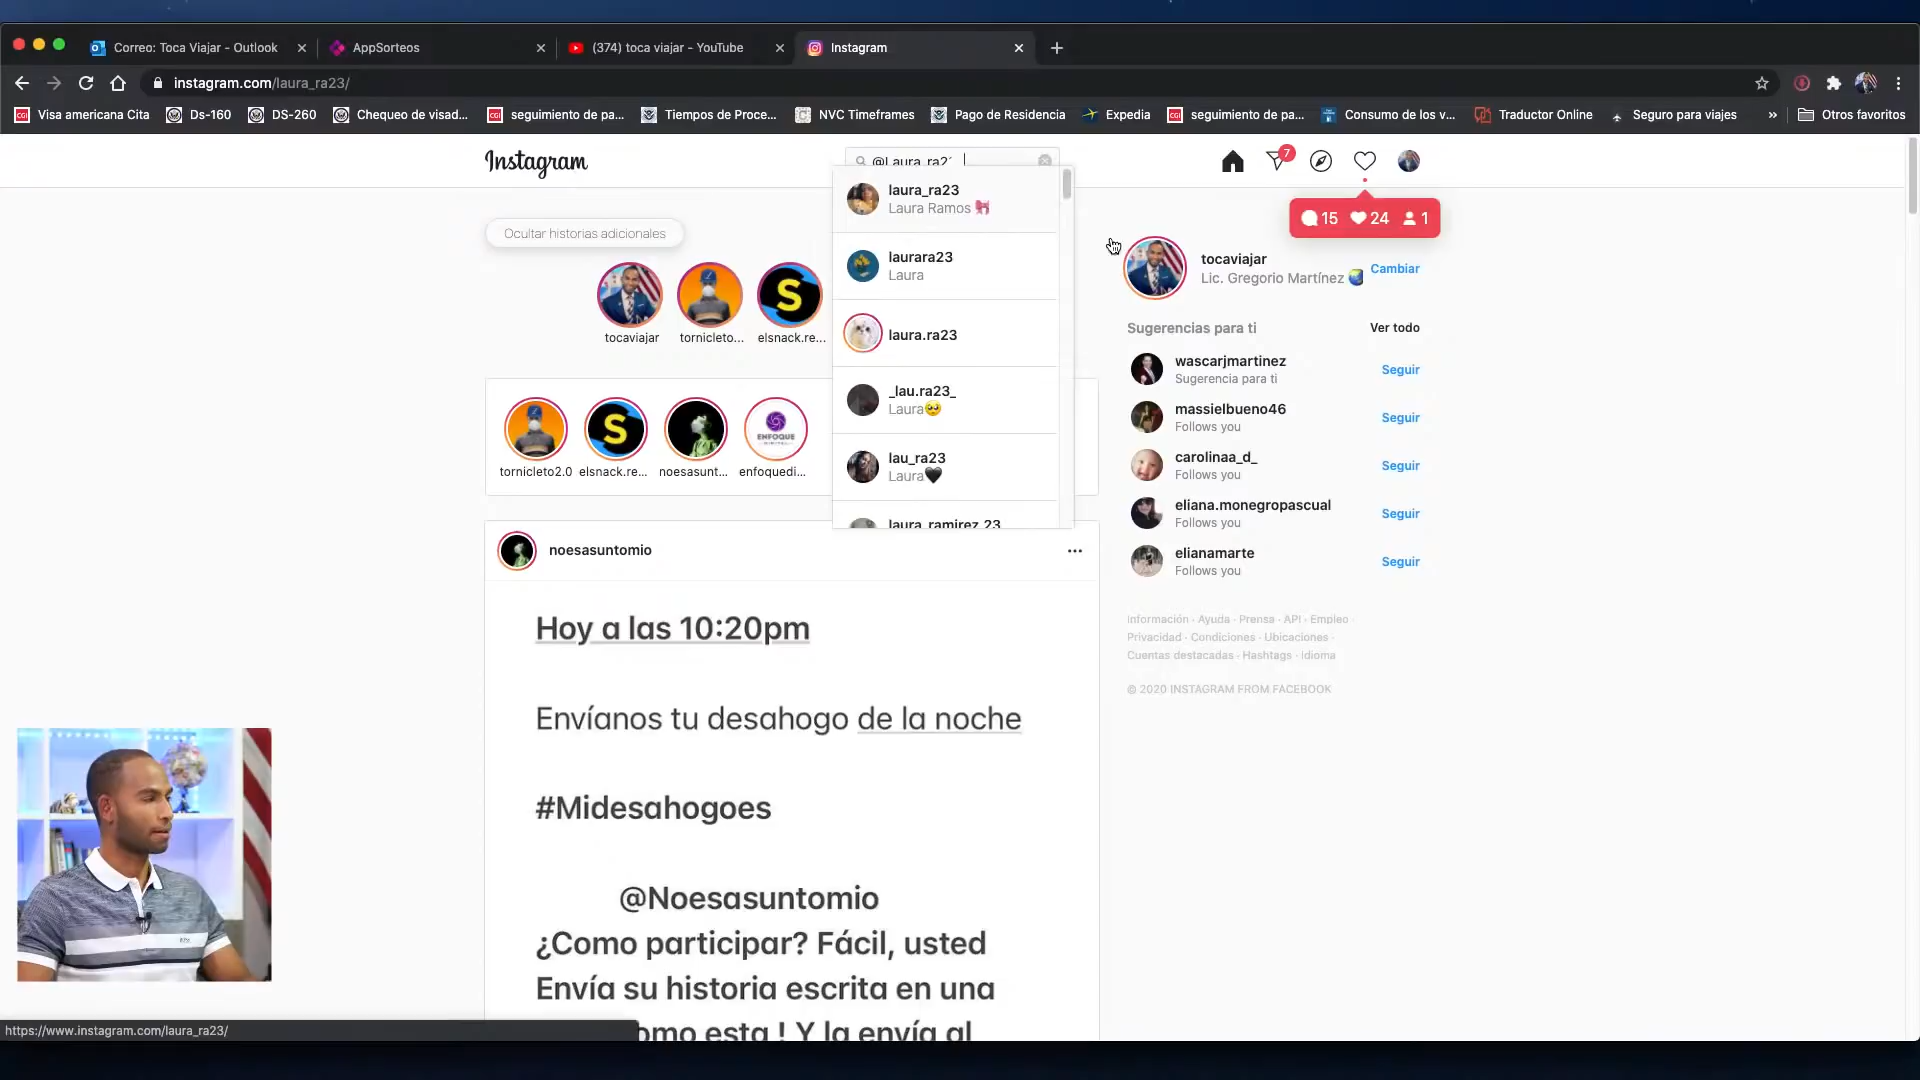 Correo: Toca Viajar - Outlook
AppSorteos
(374) toca viajar - YouTube
Instagram
instagram.com/laura_ra23/
Visa americana Cita
Ds-160
DS-260
Chequeo de visad...
seguimiento de pa...
Tiempos de Proce...
NVC Timeframes
Pago de Residencia
Expedia
seguimiento de pa...
Consumo de los v...
Traductor Online
Seguro para viajes
»
Otros favoritos
Instagram
7
15 24 1
laura_ra23
Laura Ramos
laurara23
Laura
laura.ra23
_lau.ra23_
Laura
lau_ra23
Laura
laura_ramirez_23
Ocultar historias adicionales
tocaviajar
tornicleto...
elsnack.re...
tornicleto2.0
elsnack.re...
noesasunt...
enfoquedi...
ENFOQUE
noesasuntomio
Hoy a las 10:20pm
Envíanos tu desahogo de la noche
#Midesahogoes
@Noesasuntomio
¿Como participar? Fácil, usted
Envía su historia escrita en una
omo esta ! Y la envía al
tocaviajar
Lic. Gregorio Martínez
Cambiar
Sugerencias para ti
Ver todo
wascarjmartinez
Sugerencia para ti
Seguir
massielbueno46
Follows you
Seguir
carolinaa_d_
Follows you
Seguir
eliana.monegropascual
Follows you
Seguir
elianamarte
Follows you
Seguir
Información · Ayuda · Prensa · API · Empleo ·
Privacidad · Condiciones · Ubicaciones ·
Cuentas destacadas · Hashtags · Idioma
© 2020 INSTAGRAM FROM FACEBOOK
https://www.instagram.com/laura_ra23/